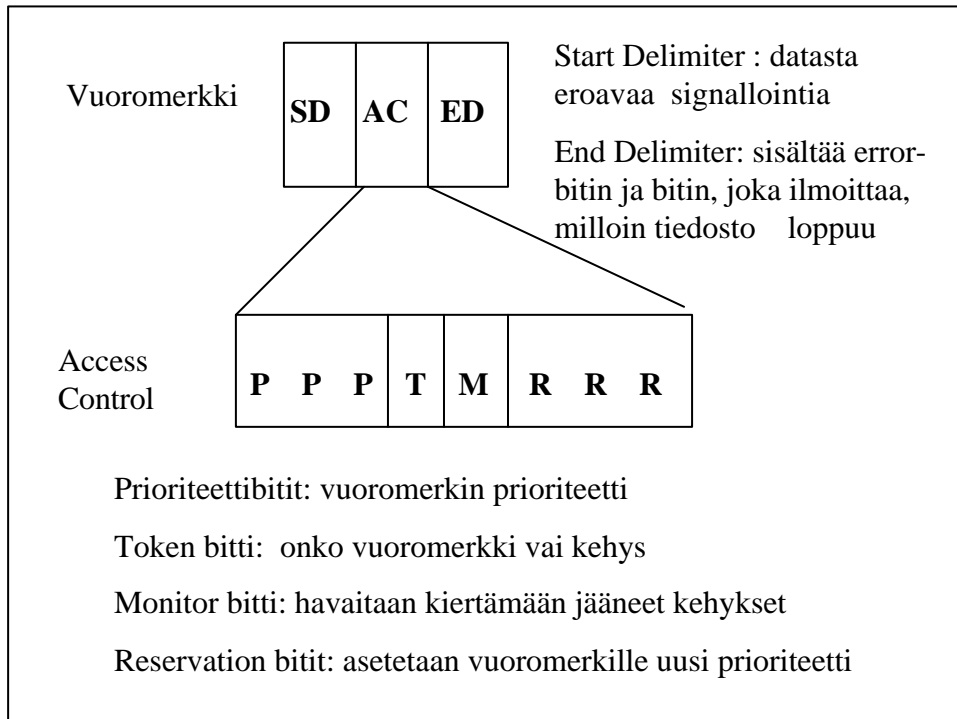 Vuoromerkki
SD AC ED
Start Delimiter : datasta
eroavaa signallointia
End Delimiter: sisältää error-
bitin ja bitin, joka ilmoittaa,
milloin tiedosto loppuu
Access
Control
P P P T M R R R
Prioriteettibitit: vuoromerkin prioriteetti
Token bitti: onko vuoromerkki vai kehys
Monitor bitti: havaitaan kiertämään jääneet kehykset
Reservation bitit: asetetaan vuoromerkille uusi prioriteetti